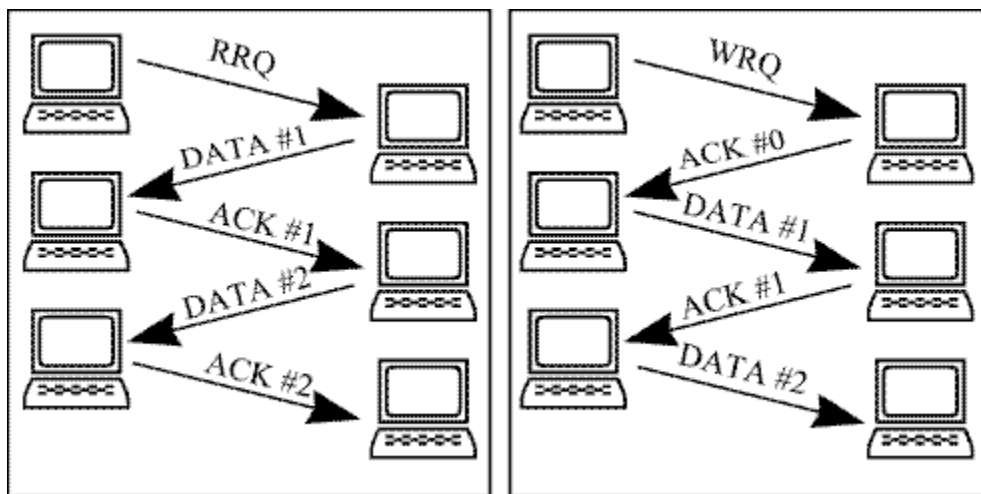 RRQ
DATA #1
ACK #1
DATA #2
ACK #2
WRQ
ACK #0
DATA #1
ACK #1
DATA #2